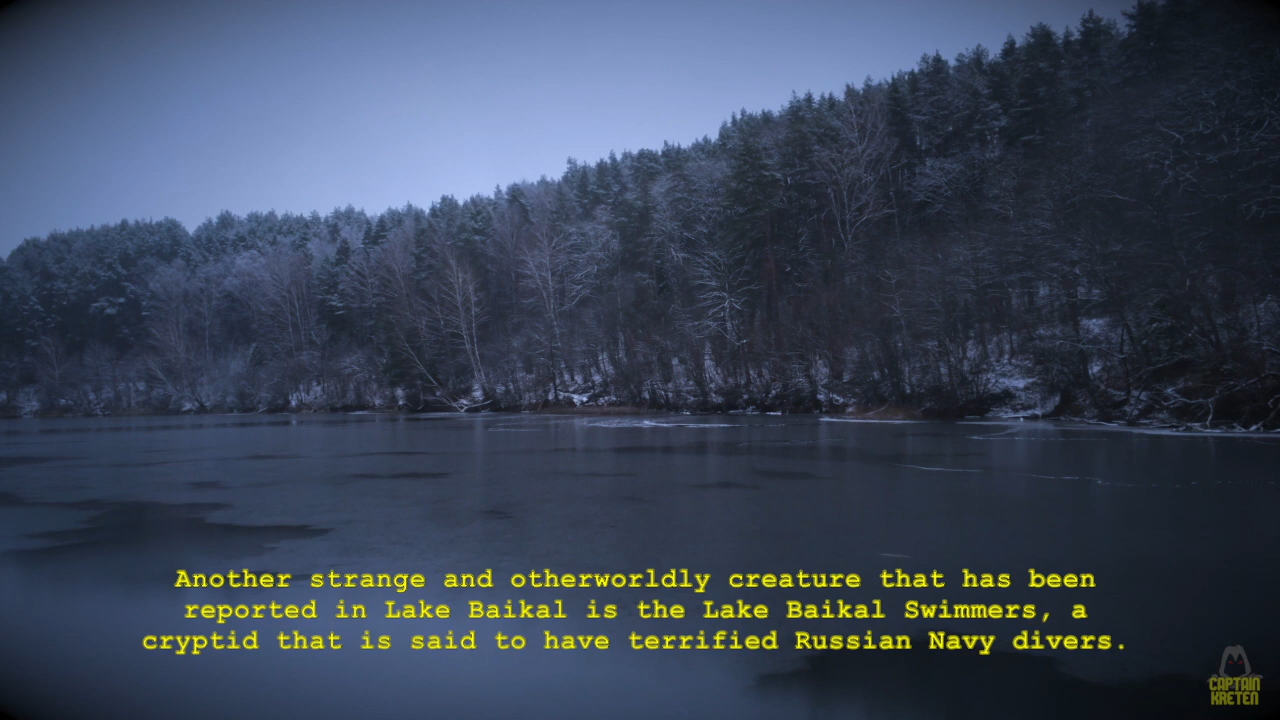 Another strange and otherworldly creature that has been
reported in Lake Baikal is the Lake Baikal Swimmers, a
cryptid that is said to have terrified Russian Navy divers.
CAPTAIN
KRETEN